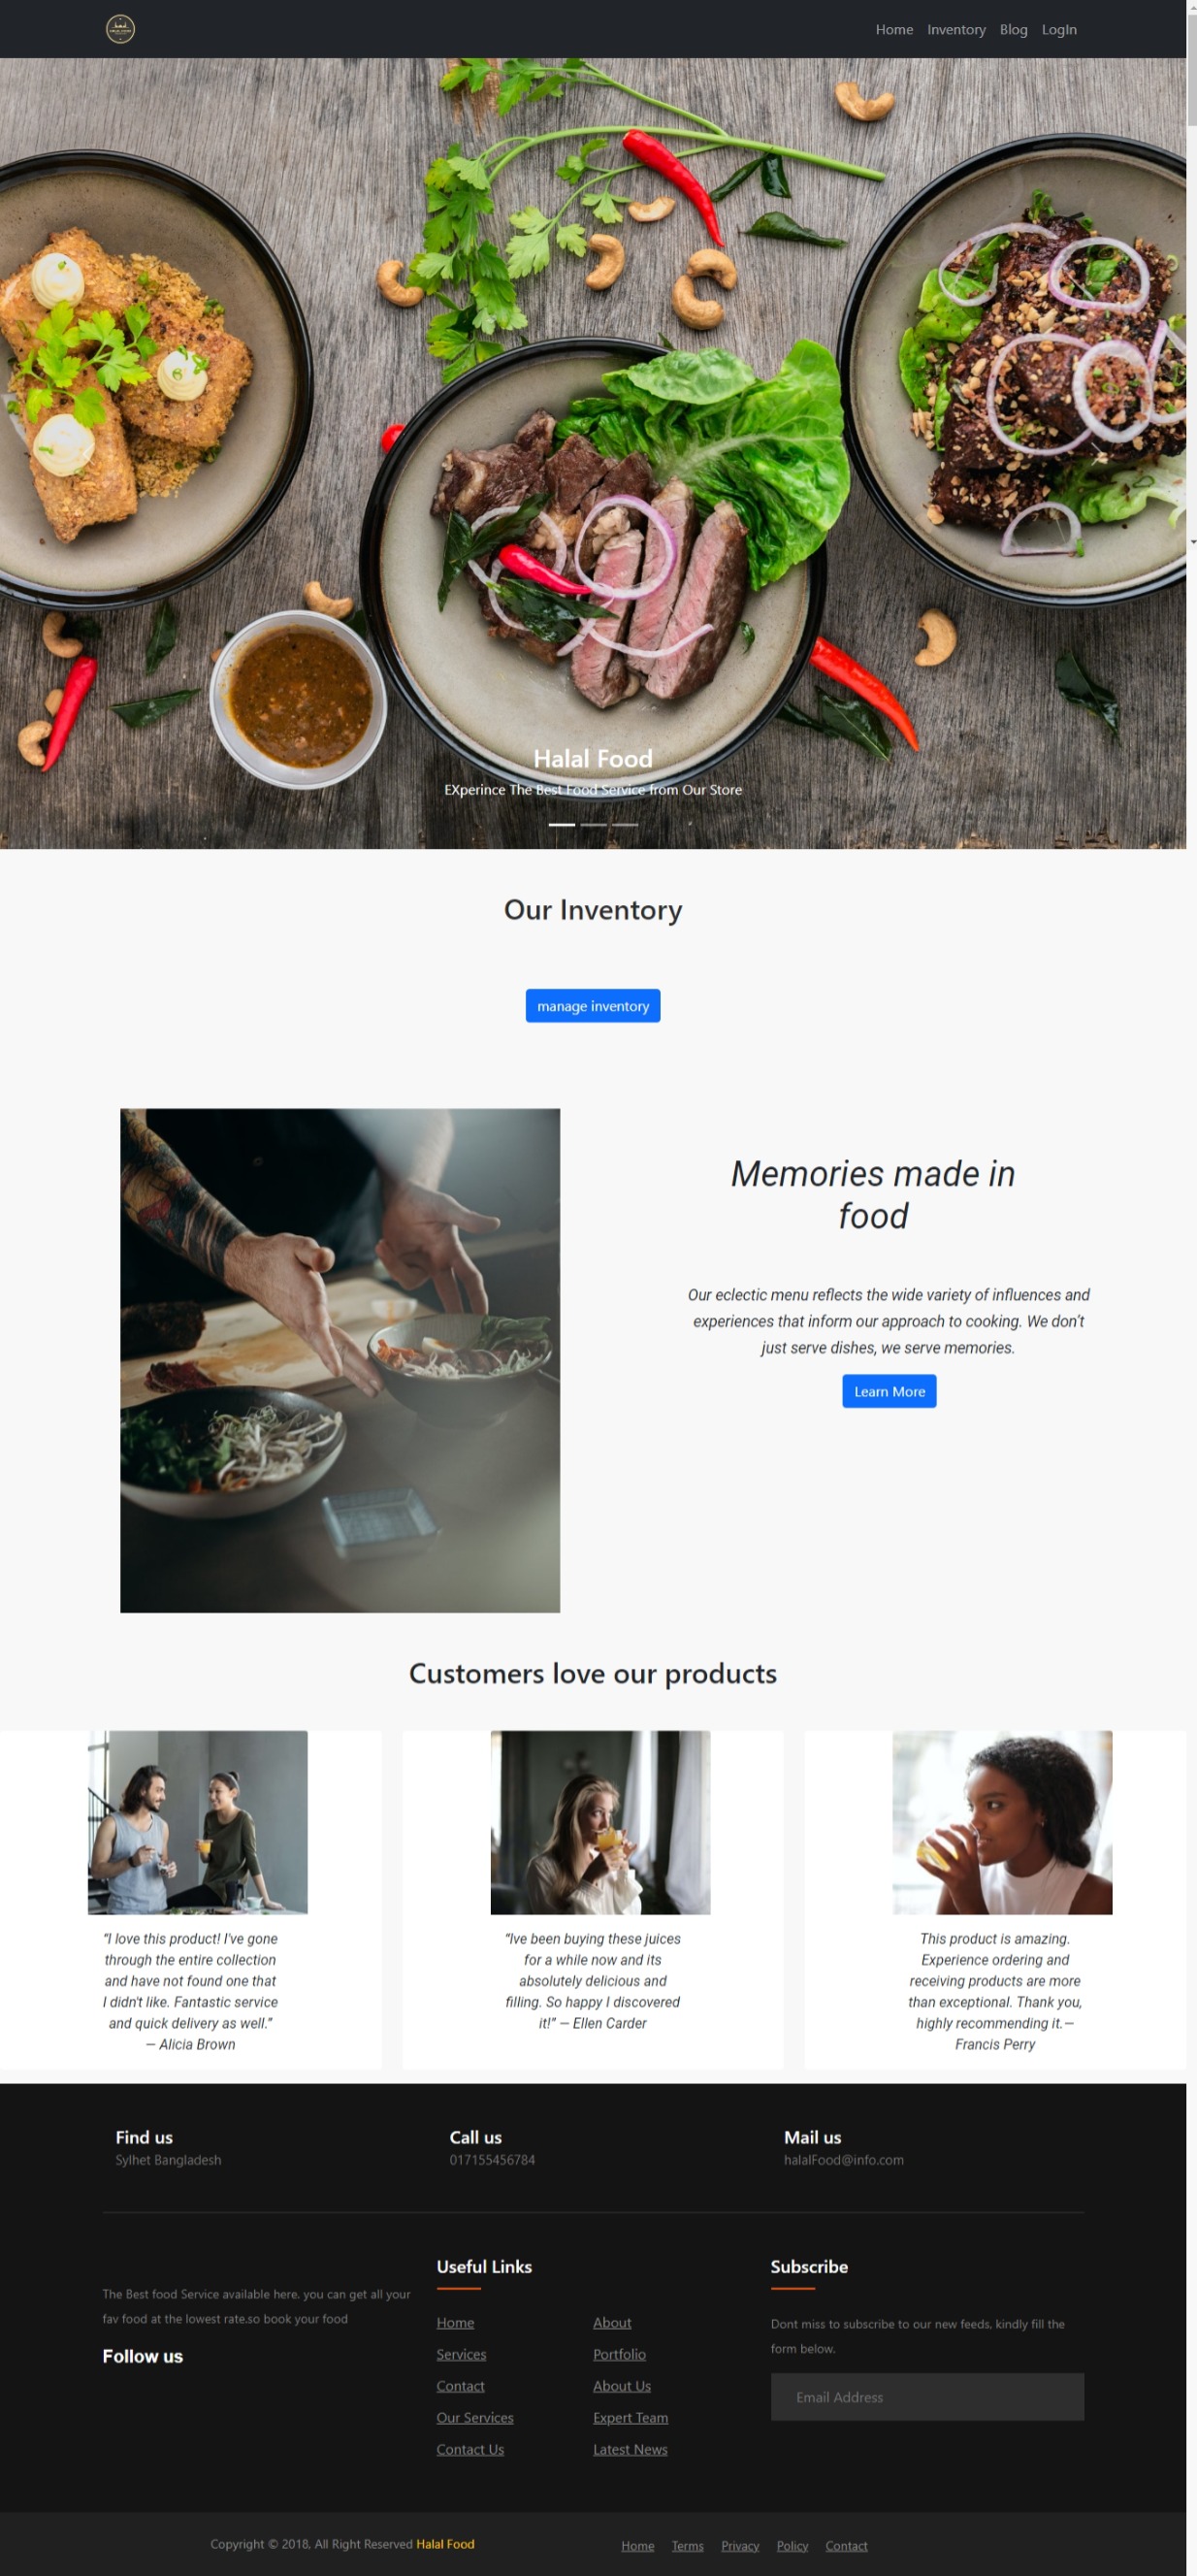 Home Inventory Blog LogIn
Halal Food
EXperince The Best Food Service from Our Store
Our Inventory
manage inventory
Memories made in
food
Our eclectic menu reflects the wide variety of influences and
experiences that inform our approach to cooking. We don't
just serve dishes, we serve memories.
Learn More
Customers love our products
“I love this product! I've gone
through the entire collection
and have not found one that
I didn't like. Fantastic service
and quick delivery as well.”
— Alicia Brown
“Ive been buying these juices
for a while now and its
absolutely delicious and
filling. So happy I discovered
it!” — Ellen Carder
This product is amazing.
Experience ordering and
receiving products are more
than exceptional. Thank you,
highly recommending it.—
Francis Perry
Find us
Sylhet Bangladesh
Call us
017155456784
Mail us
halalFood@info.com
The Best food Service available here. you can get all your
fav food at the lowest rate.so book your food
Follow us
Useful Links
Home
About
Services
Portfolio
Contact
About Us
Our Services
Expert Team
Contact Us
Latest News
Subscribe
Dont miss to subscribe to our new feeds, kindly fill the
form below.
Email Address
Copyright © 2018, All Right Reserved Halal Food
Home Terms Privacy Policy Contact